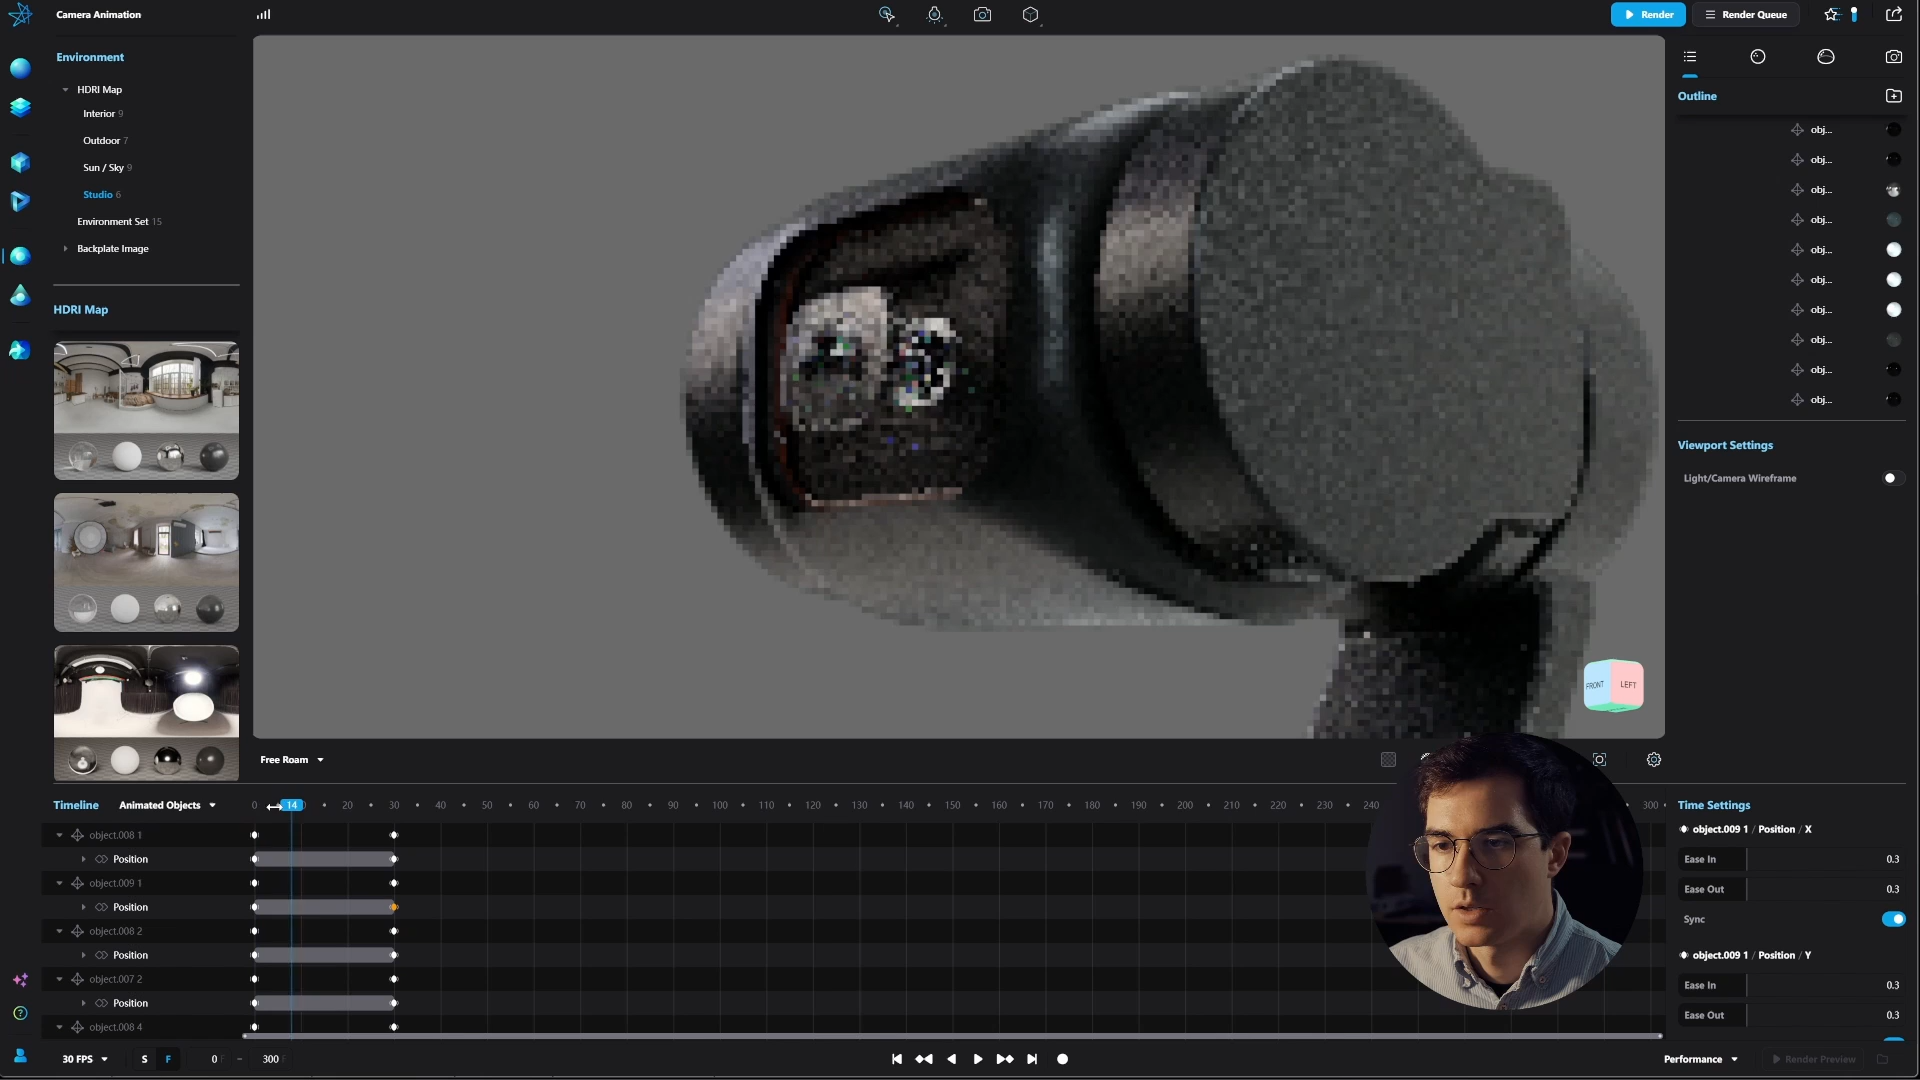 Camera Animation
Render
Render Queue
Environment
HDRI Map
Interior 9
Outdoor 7
Sun / Sky 9
Studio 6
Environment Set 15
Backplate Image
HDRI Map
Outline
obj...
obj...
obj...
obj...
obj...
obj...
obj...
obj...
obj...
obj...
Viewport Settings
Light/Camera Wireframe
FRONT
LEFT
Free Roam
Timeline
Animated Objects
0 14 20 30 40 50 60 70 80 90 100 110 120 130 140 150 160 170 180 190 200 210 220 230 240 300
object.008 1
Position
object.009 1
Position
object.008 2
Position
object.007 2
Position
object.008 4
Time Settings
object.009 1 / Position / X
Ease In 0.3
Ease Out 0.3
Sync
object.009 1 / Position / Y
Ease In 0.3
Ease Out 0.3
30 FPS
S F
0 F - 300 F
Performance
Render Preview